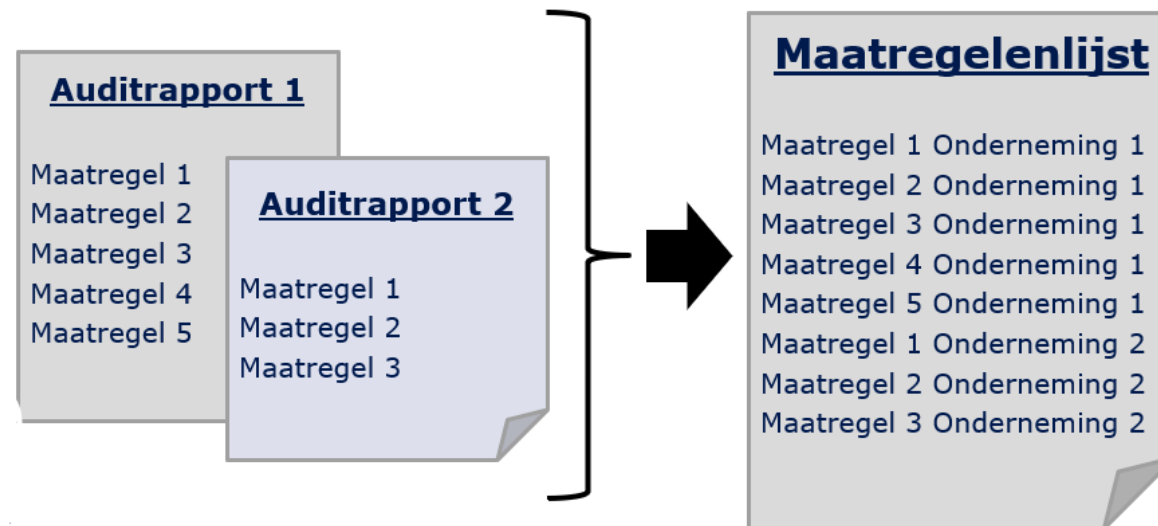 Auditrapport 1
Maatregel 1
Maatregel 2
Maatregel 3
Maatregel 4
Maatregel 5
Auditrapport 2
Maatregel 1
Maatregel 2
Maatregel 3
Maatregelenlijst
Maatregel 1 Onderneming 1
Maatregel 2 Onderneming 1
Maatregel 3 Onderneming 1
Maatregel 4 Onderneming 1
Maatregel 5 Onderneming 1
Maatregel 1 Onderneming 2
Maatregel 2 Onderneming 2
Maatregel 3 Onderneming 2